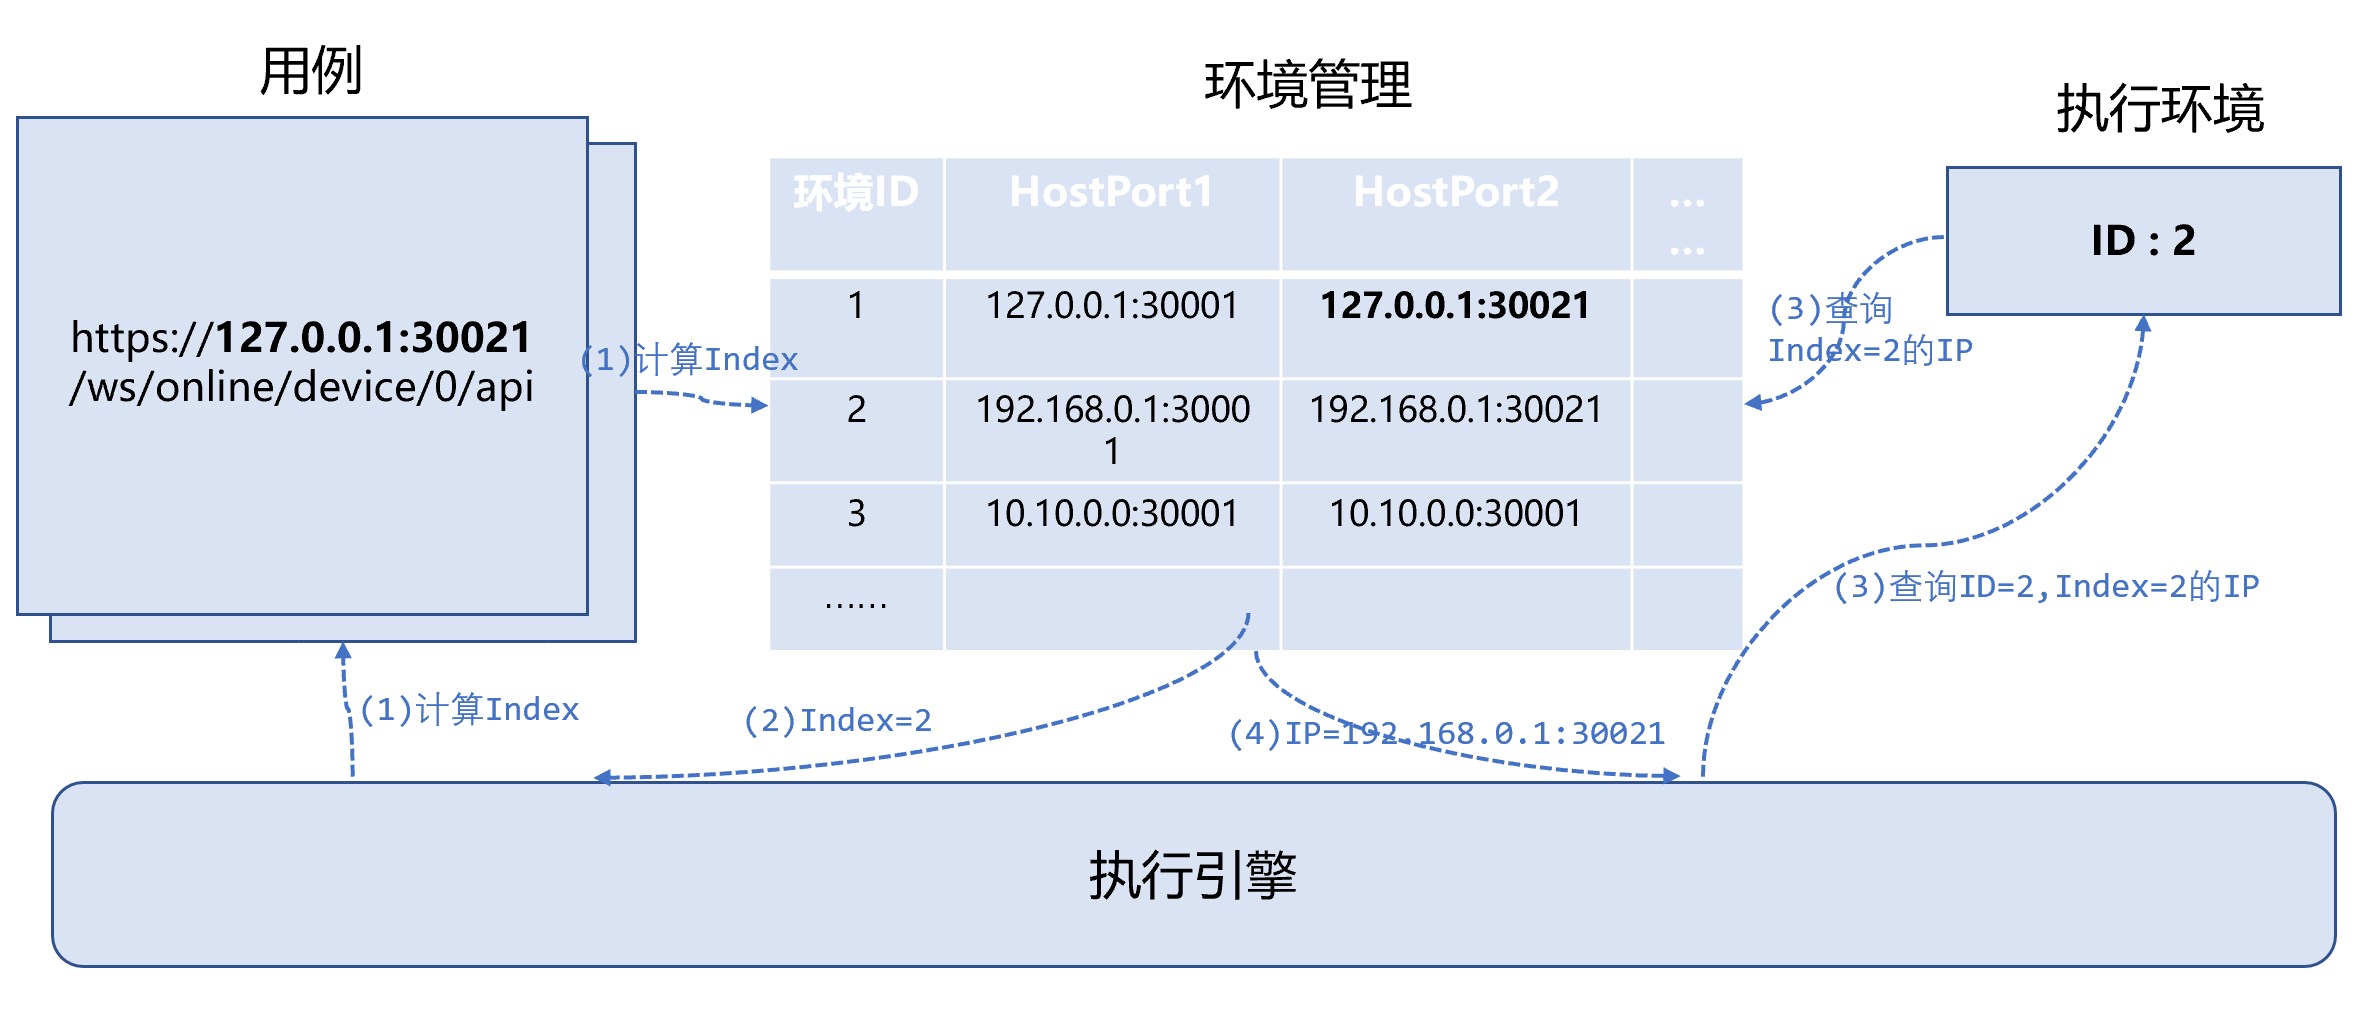 用例
https://127.0.0.1:30021
/ws/online/device/0/api
(1)计算Index
环境管理
环境ID HostPort1 HostPort2 ...
...
1 127.0.0.1:30001 127.0.0.1:30021
2 192.168.0.1:3000 192.168.0.1:30021
1
3 10.10.0.0:30001 10.10.0.0:30001
......
执行环境
ID : 2
(3)查询
Index=2的IP
(3)查询ID=2,Index=2的IP
(1)计算Index
(2)Index=2
(4)IP=192.168.0.1:30021
执行引擎